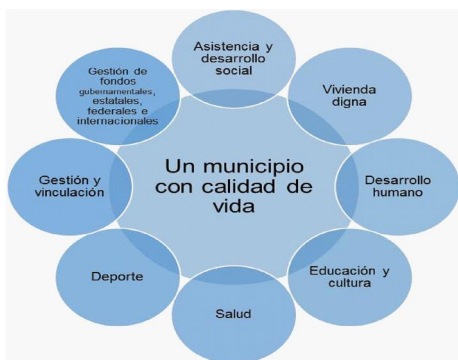 Asistencia y
desarrollo
social
Vivienda
digna
Desarrollo
humano
Educación y
cultura
Salud
Deporte
Gestión y
vinculación
Gestión de
fondos
gubernamentales,
estatales,
federales e
internacionales
Un municipio
con calidad de
vida